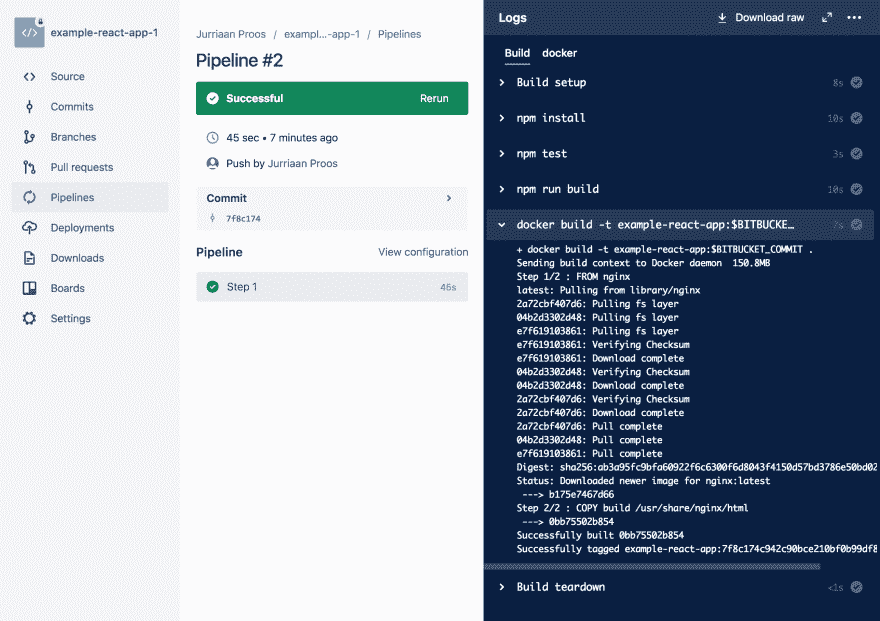 example-react-app-1
Source
Commits
Branches
Pull requests
Pipelines
Deployments
Downloads
Boards
Settings
Jurriaan Proos / exampl...-app-1 / Pipelines
Pipeline #2
Successful Rerun
45 sec • 7 minutes ago
Push by Jurriaan Proos
Commit
7f8c174
Pipeline View configuration
Step 1 46s
Logs Download raw
Build docker
Build setup 8s
npm install 10s
npm test 3s
npm run build 10s
docker build -t example-react-app:$BITBUCKE… 7s
+ docker build -t example-react-app:$BITBUCKET_COMMIT .
Sending build context to Docker daemon 150.8MB
Step 1/2 : FROM nginx
latest: Pulling from library/nginx
2a72cbf407d6: Pulling fs layer
04b2d3302d48: Pulling fs layer
e7f619103861: Pulling fs layer
e7f619103861: Verifying Checksum
e7f619103861: Download complete
04b2d3302d48: Verifying Checksum
04b2d3302d48: Download complete
2a72cbf407d6: Verifying Checksum
2a72cbf407d6: Download complete
2a72cbf407d6: Pull complete
04b2d3302d48: Pull complete
e7f619103861: Pull complete
Digest: sha256:ab3a95fc9bfa60922f6c6300f6d8043f4150d57bd3786e50bd02
Status: Downloaded newer image for nginx:latest
---> b175e7467d66
Step 2/2 : COPY build /usr/share/nginx/html
---> 0bb75502b854
Successfully built 0bb75502b854
Successfully tagged example-react-app:7f8c174c942c90bce210bf0b99df8
Build teardown <1s